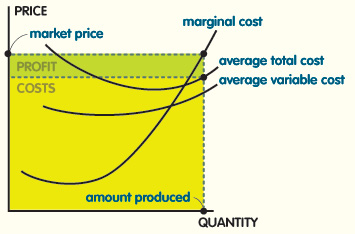 PRICE
marginal cost
market price
PROFIT
average total cost
COSTS
average variable cost
amount produced
QUANTITY